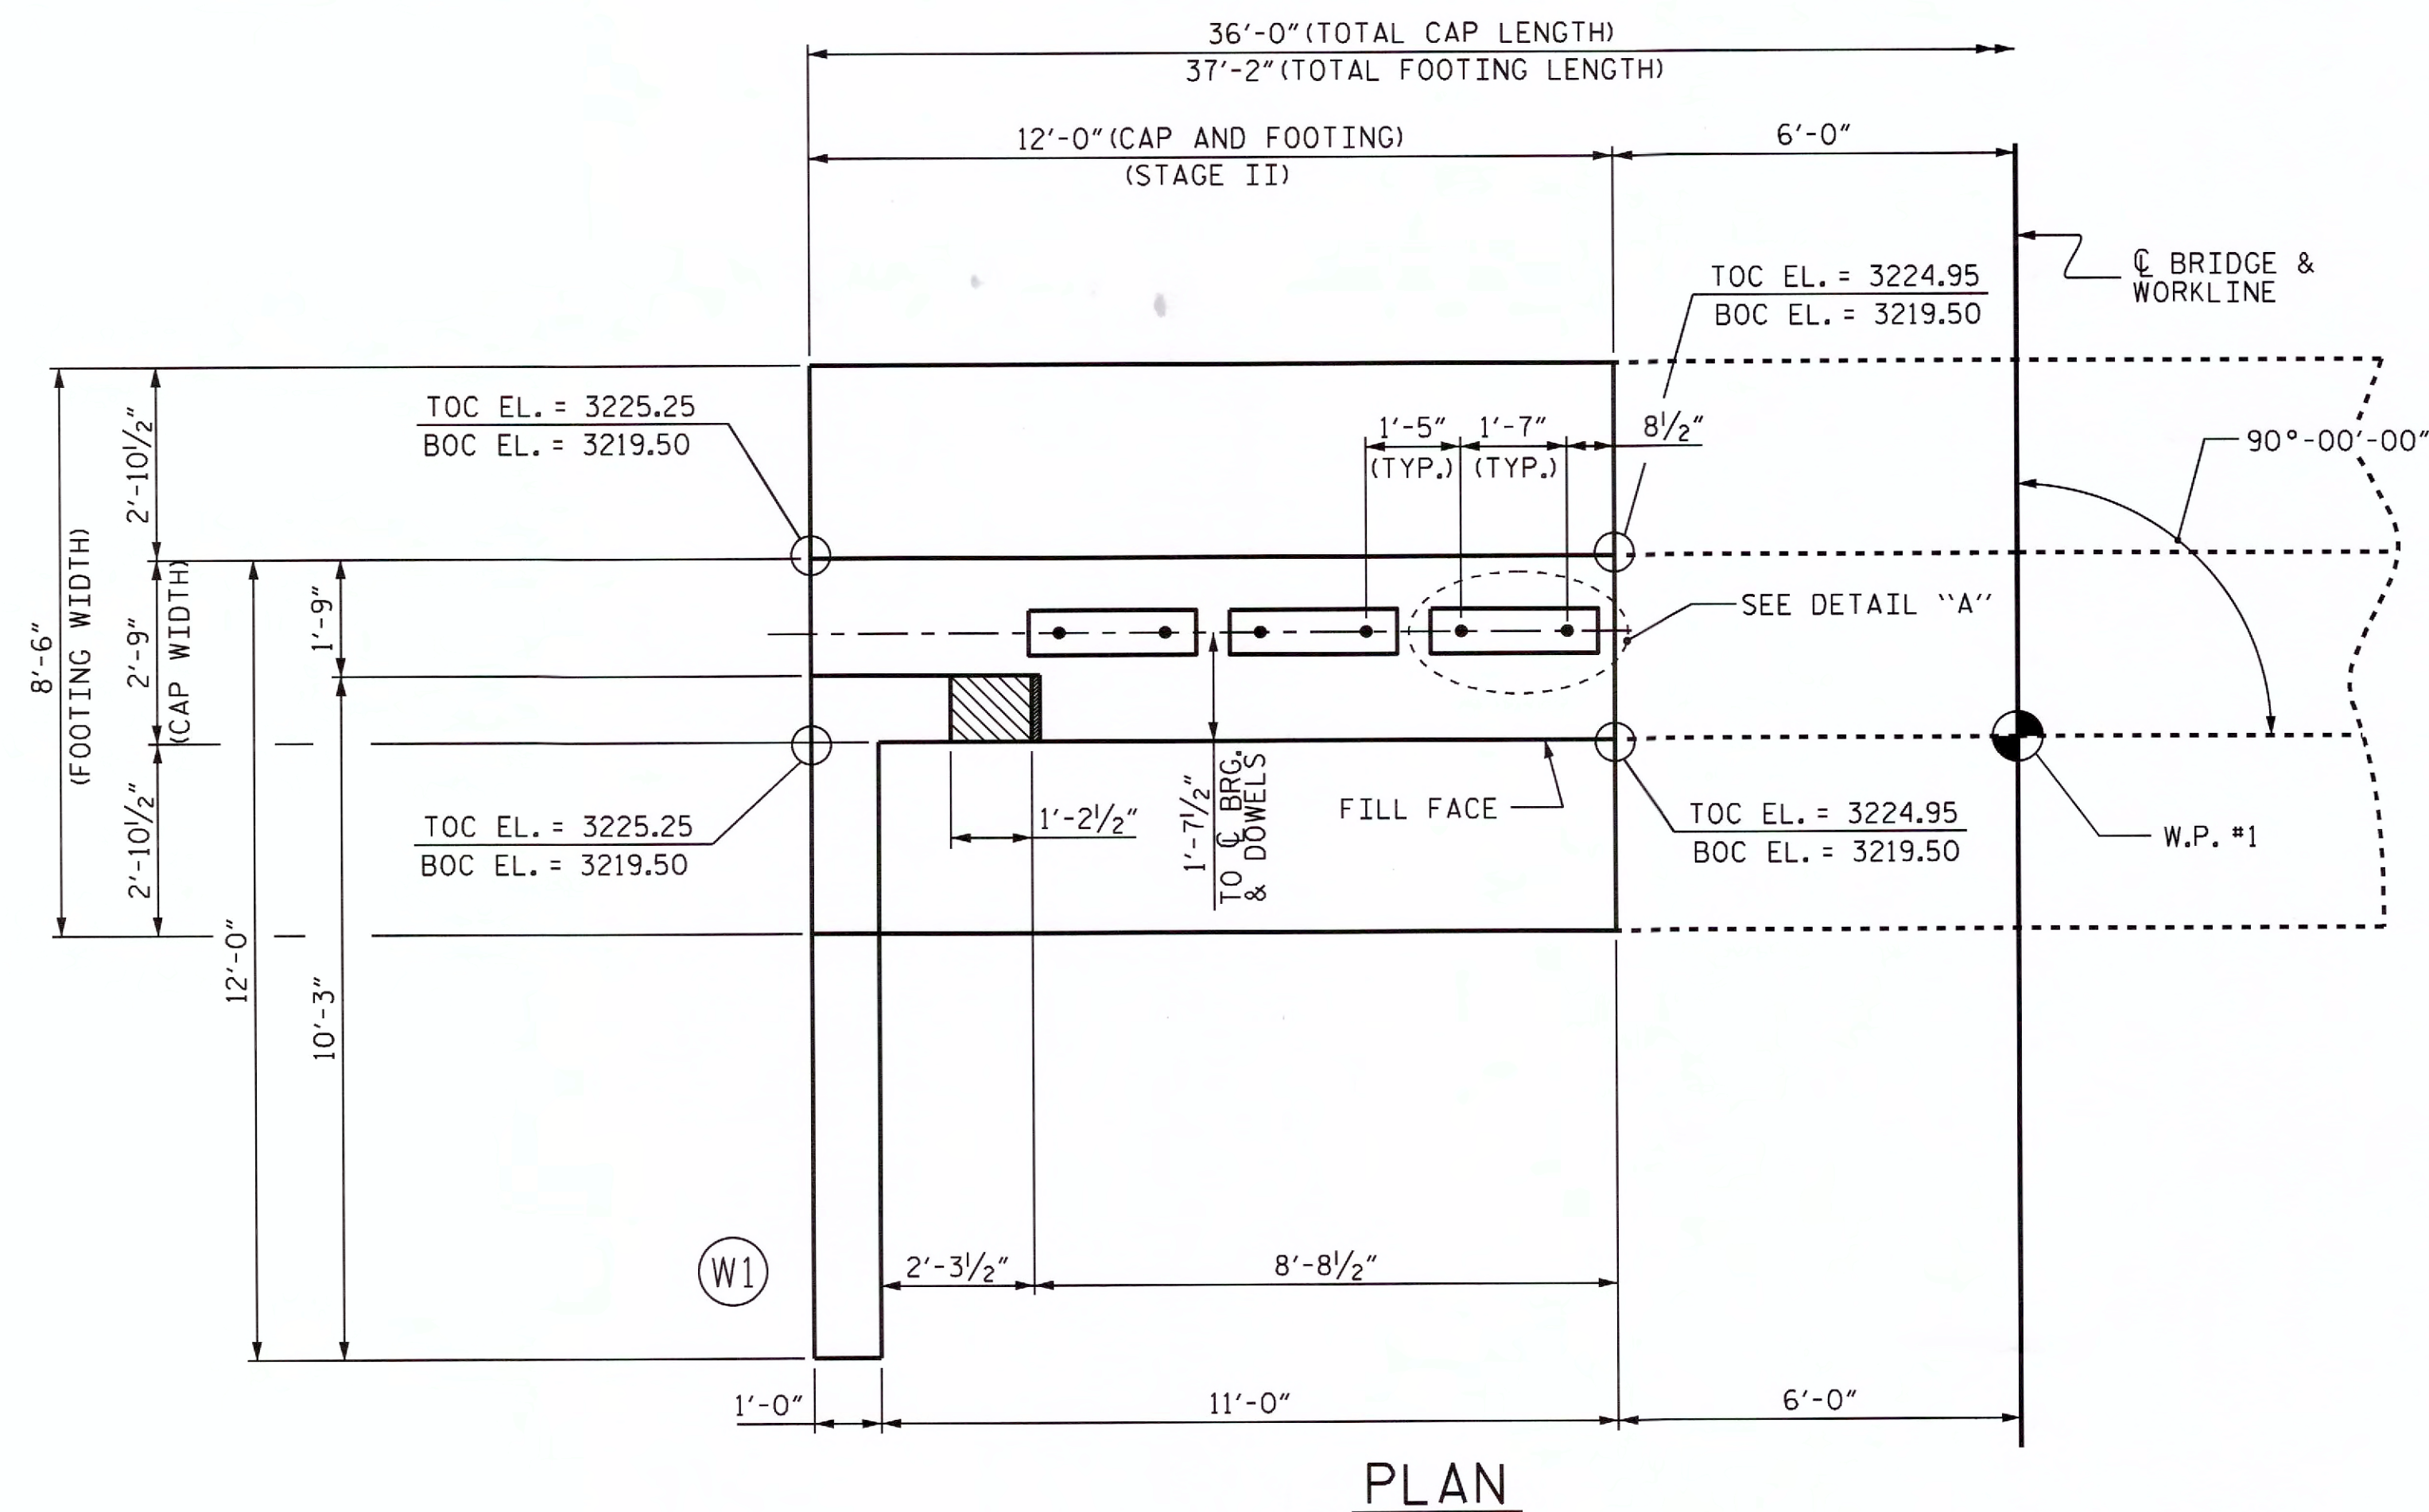 36'-0" (TOTAL CAP LENGTH)
37'-2" (TOTAL FOOTING LENGTH)
12'-0" (CAP AND FOOTING)
(STAGE II)
6'-0"
℄ BRIDGE &
WORKLINE
TOC EL. = 3224.95
BOC EL. = 3219.50
TOC EL. = 3225.25
BOC EL. = 3219.50
1'-5"
(TYP.)
1'-7"
(TYP.)
8½"
90°-00'-00"
2'-10½"
8'-6"
(FOOTING WIDTH)
2'-9"
(CAP WIDTH)
1'-9"
SEE DETAIL "A"
2'-10½"
TOC EL. = 3225.25
BOC EL. = 3219.50
1'-2½"
1'-7½"
TO ℄ BRG.
& DOWELS
FILL FACE
TOC EL. = 3224.95
BOC EL. = 3219.50
W.P. #1
12'-0"
10'-3"
W1
2'-3½"
8'-8½"
1'-0"
11'-0"
6'-0"
PLAN